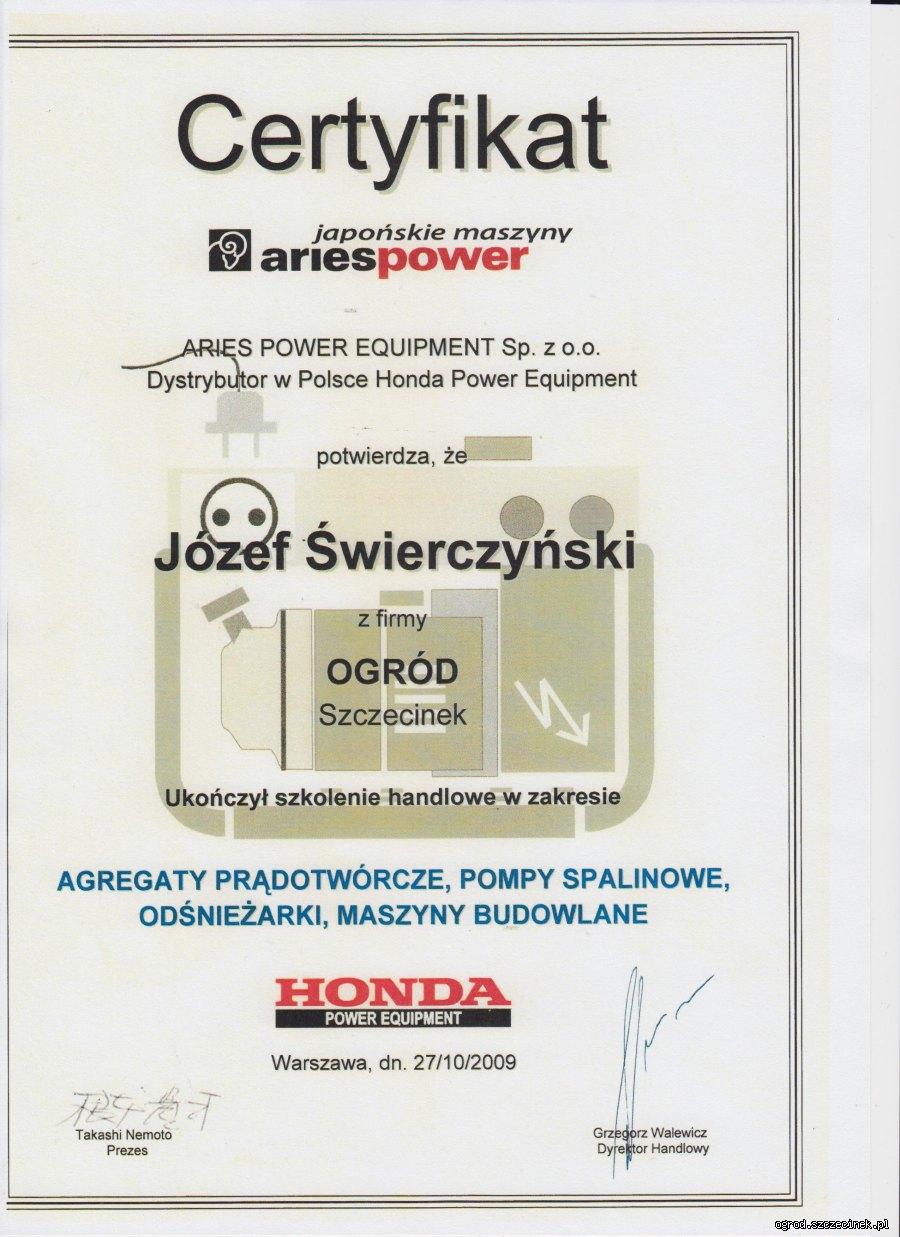 Certyfikat
japońskie maszyny
ariespower
ARIES POWER EQUIPMENT Sp. z o.o.
Dystrybutor w Polsce Honda Power Equipment
potwierdza, że
Józef Świerczyński
z firmy
OGRÓD
Szczecinek
Ukończył szkolenie handlowe w zakresie
AGREGATY PRĄDOTWÓRCZE, POMPY SPALINOWE,
ODŚNIEŻARKI, MASZYNY BUDOWLANE
HONDA
POWER EQUIPMENT
Warszawa, dn. 27/10/2009
Takashi Nemoto
Prezes
Grzegorz Walewicz
Dyrektor Handlowy
ogrod.szczecinek.pl